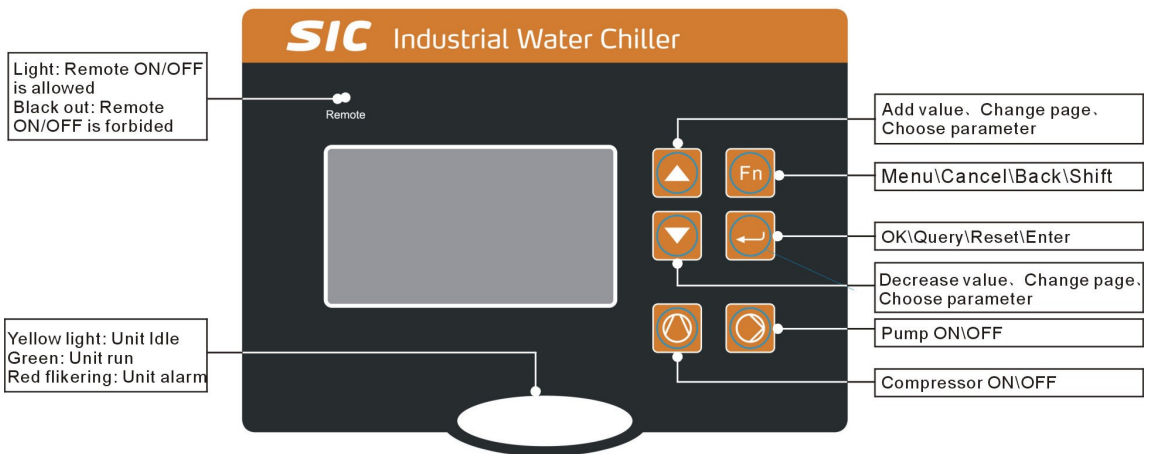 SIC Industrial Water Chiller
Light: Remote ON/OFF
is allowed
Black out: Remote
ON/OFF is forbided
Remote
Add value、Change page、
Choose parameter
Fn
Menu\Cancel\Back\Shift
OK\Query\Reset\Enter
Decrease value、Change page、
Choose parameter
Yellow light: Unit Idle
Green: Unit run
Red flikering: Unit alarm
Pump ON\OFF
Compressor ON\OFF